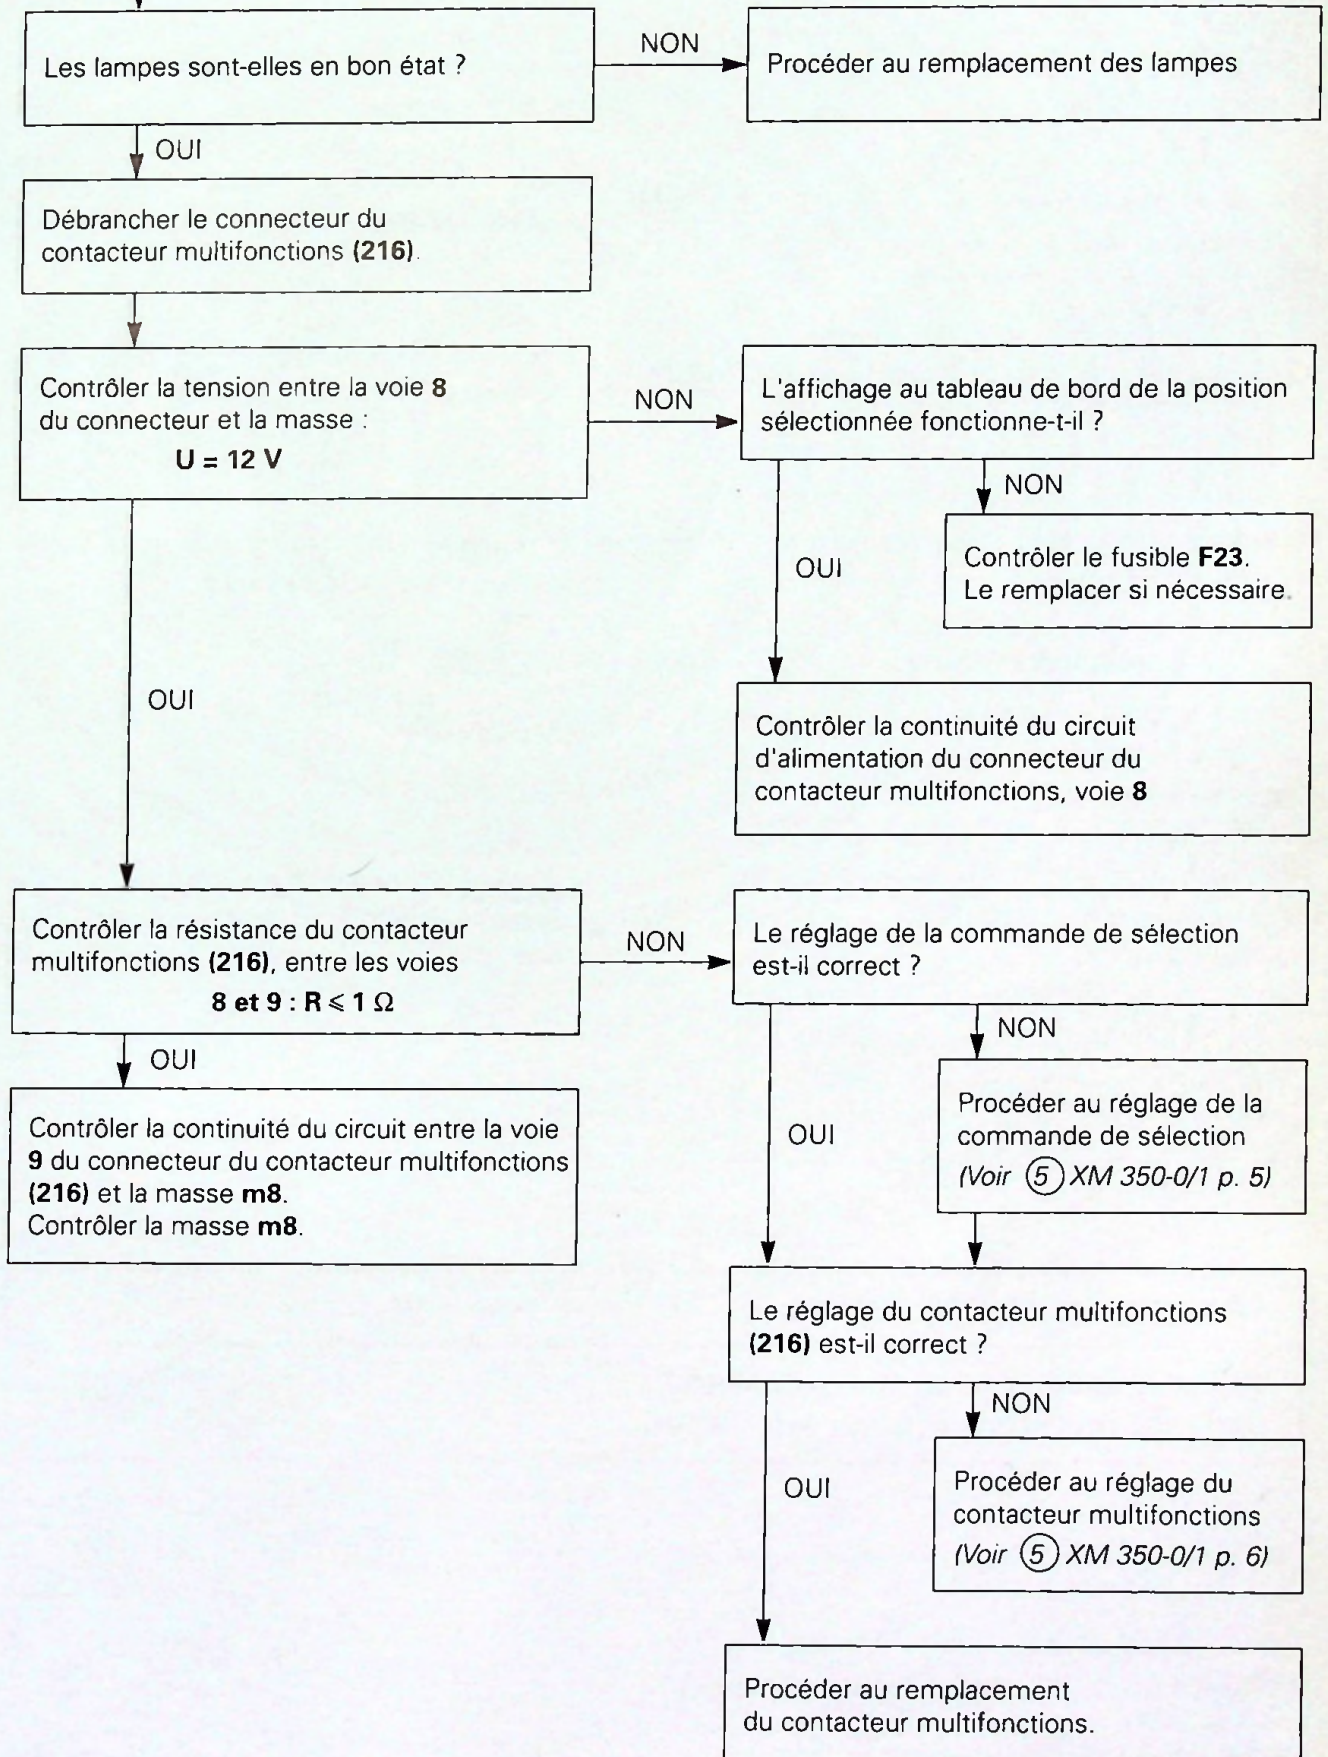 Les lampes sont-elles en bon état ?
NON
Procéder au remplacement des lampes
OUI
Débrancher le connecteur du
contacteur multifonctions (216).
Contrôler la tension entre la voie 8
du connecteur et la masse :
U = 12 V
NON
L'affichage au tableau de bord de la position
sélectionnée fonctionne-t-il ?
NON
Contrôler le fusible F23.
Le remplacer si nécessaire.
OUI
OUI
Contrôler la continuité du circuit
d'alimentation du connecteur du
contacteur multifonctions, voie 8
Contrôler la résistance du contacteur
multifonctions (216), entre les voies
8 et 9 : R ⩽ 1 Ω
NON
Le réglage de la commande de sélection
est-il correct ?
OUI
NON
Contrôler la continuité du circuit entre la voie
9 du connecteur du contacteur multifonctions
(216) et la masse m8.
Contrôler la masse m8.
OUI
Procéder au réglage de la
commande de sélection
(Voir ⑤ XM 350-0/1 p. 5)
Le réglage du contacteur multifonctions
(216) est-il correct ?
NON
OUI
Procéder au réglage du
contacteur multifonctions
(Voir ⑤ XM 350-0/1 p. 6)
Procéder au remplacement
du contacteur multifonctions.